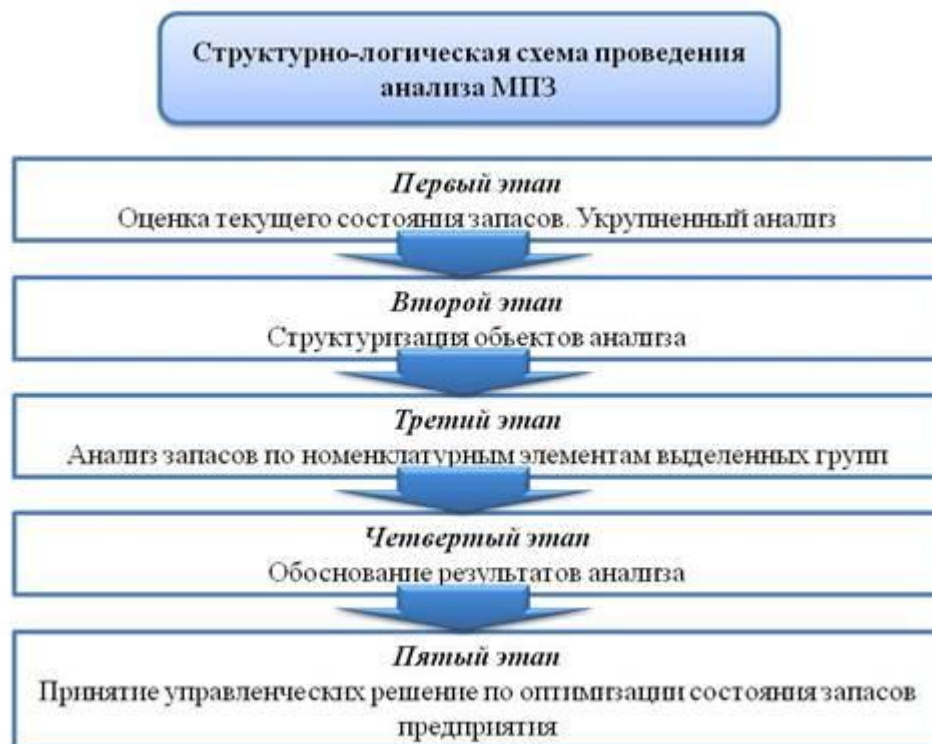 Структурно-логическая схема проведения
анализа МПЗ
Первый этап
Оценка текущего состояния запасов. Укрупненный анализ
Второй этап
Структуризация обьектов анализа
Третий этап
Анализ запасов по номенклатурным элементам выделенных групп
Четвертый этап
Обоснование результатов анализа
Пятый этап
Принятие управленческих решение по оптимизации состояния запасов
предприятия